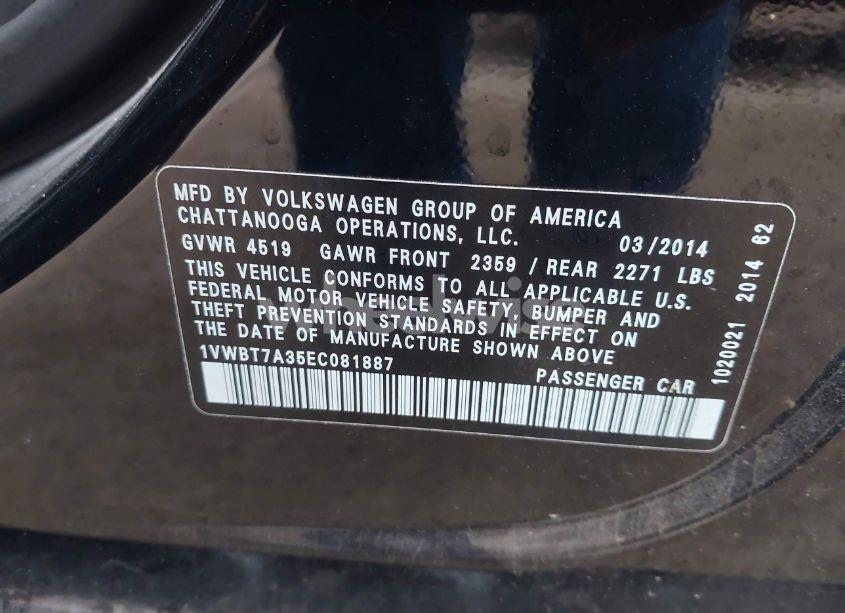 MFD BY VOLKSWAGEN GROUP OF AMERICA
CHATTANOOGA OPERATIONS, LLC. 03/2014
GVWR 4519 GAWR FRONT 2359 / REAR 2271 LBS
THIS VEHICLE CONFORMS TO ALL APPLICABLE U.S.
FEDERAL MOTOR VEHICLE SAFETY, BUMPER AND
THEFT PREVENTION STANDARDS IN EFFECT ON
THE DATE OF MANUFACTURE SHOWN ABOVE
1VWBT7A35EC081887 PASSENGER CAR
1020021 2014 62